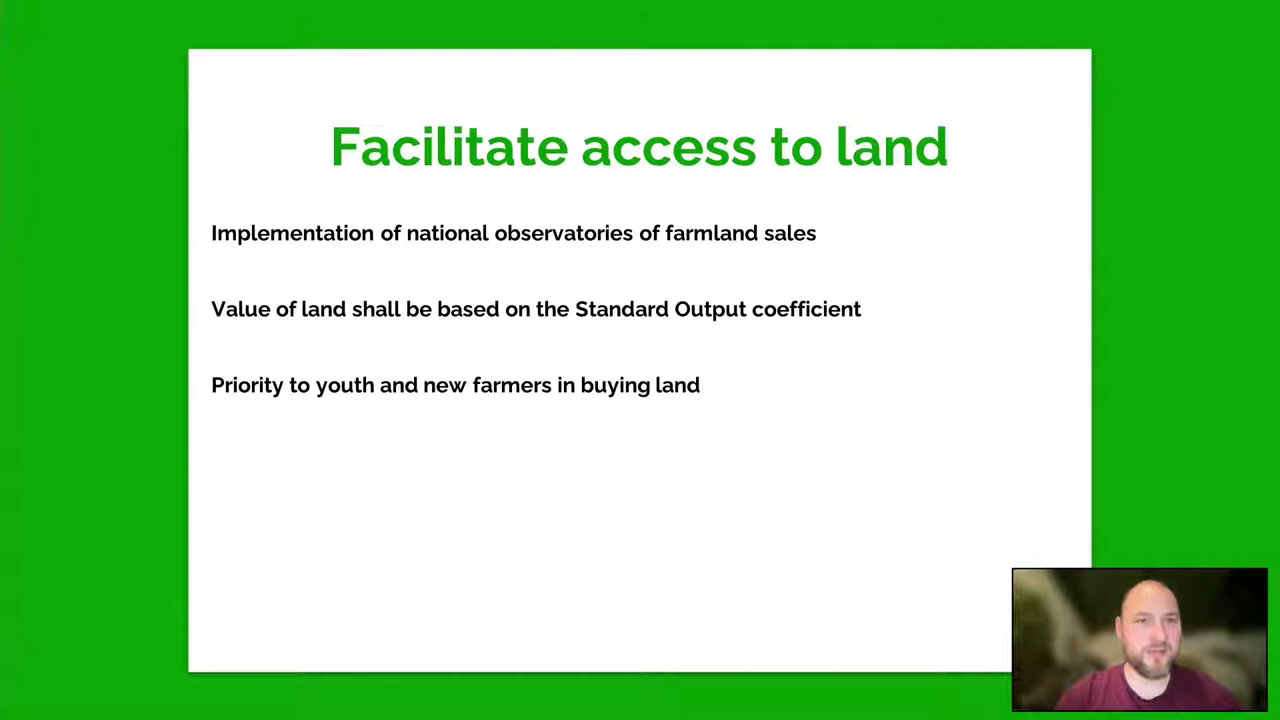 Facilitate access to land
Implementation of national observatories of farmland sales
Value of land shall be based on the Standard Output coefficient
Priority to youth and new farmers in buying land